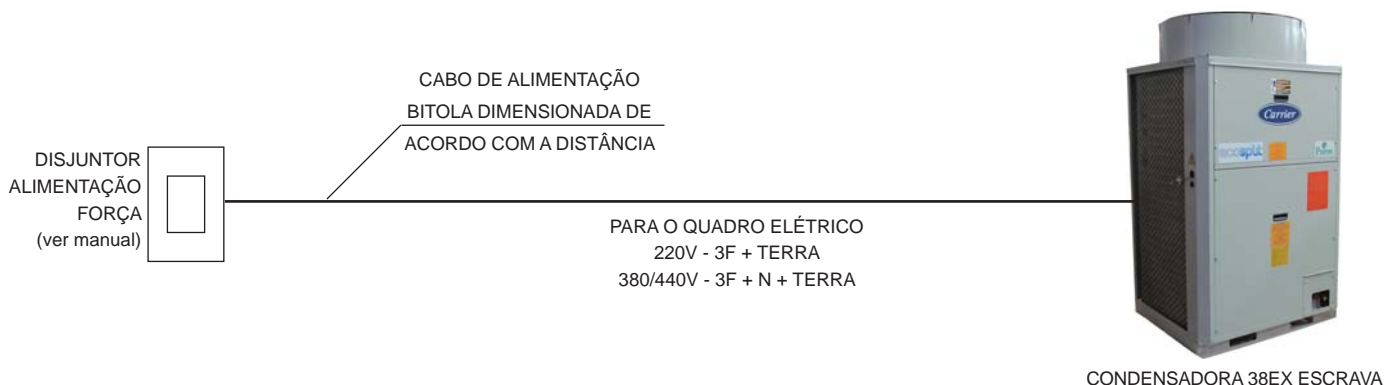 CABO DE ALIMENTAÇÃO
BITOLA DIMENSIONADA DE
ACORDO COM A DISTÂNCIA
DISJUNTOR
ALIMENTAÇÃO
FORÇA
(ver manual)
PARA O QUADRO ELÉTRICO
220V - 3F + TERRA
380/440V - 3F + N + TERRA
Carrier
ecosplit
CONDENSADORA 38EX ESCRAVA